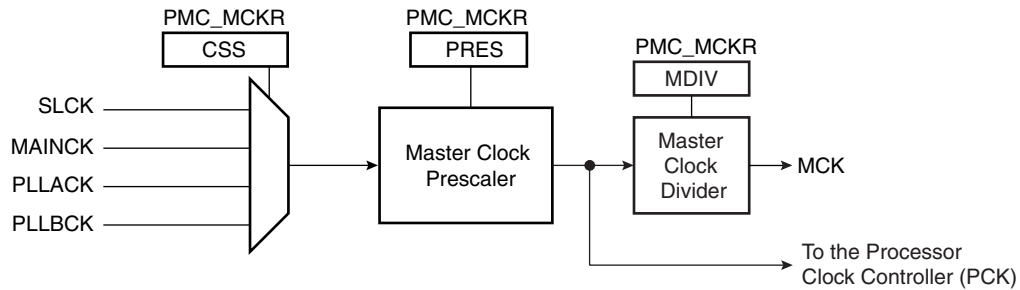 PMC_MCKR
CSS
PMC_MCKR
PRES
PMC_MCKR
MDIV
SLCK
MAINCK
PLLACK
PLLBCK
Master Clock
Prescaler
Master
Clock
Divider
MCK
To the Processor
Clock Controller (PCK)